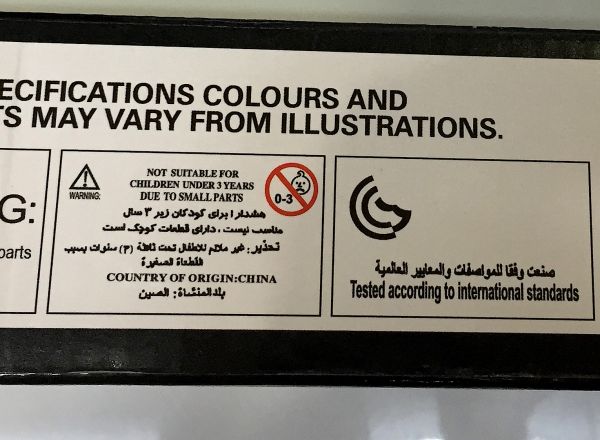 ECIFICATIONS COLOURS AND
TS MAY VARY FROM ILLUSTRATIONS.
G:
parts
WARNING:
NOT SUITABLE FOR
CHILDREN UNDER 3 YEARS
DUE TO SMALL PARTS
0-3
هشدار ! برای کودکان زیر ۳ سال
مناسب نیست ، دارای قطعات کوچک است
تحذير : غير ملائم للاطفال تحت ثلاثة (٣) سنوات بسبب
القطعاة الصغيرة
COUNTRY OF ORIGIN:CHINA
بلدالمنشاة: الصين
صنعت وفقا للمواصفات والمعايير العالمية
Tested according to international standards